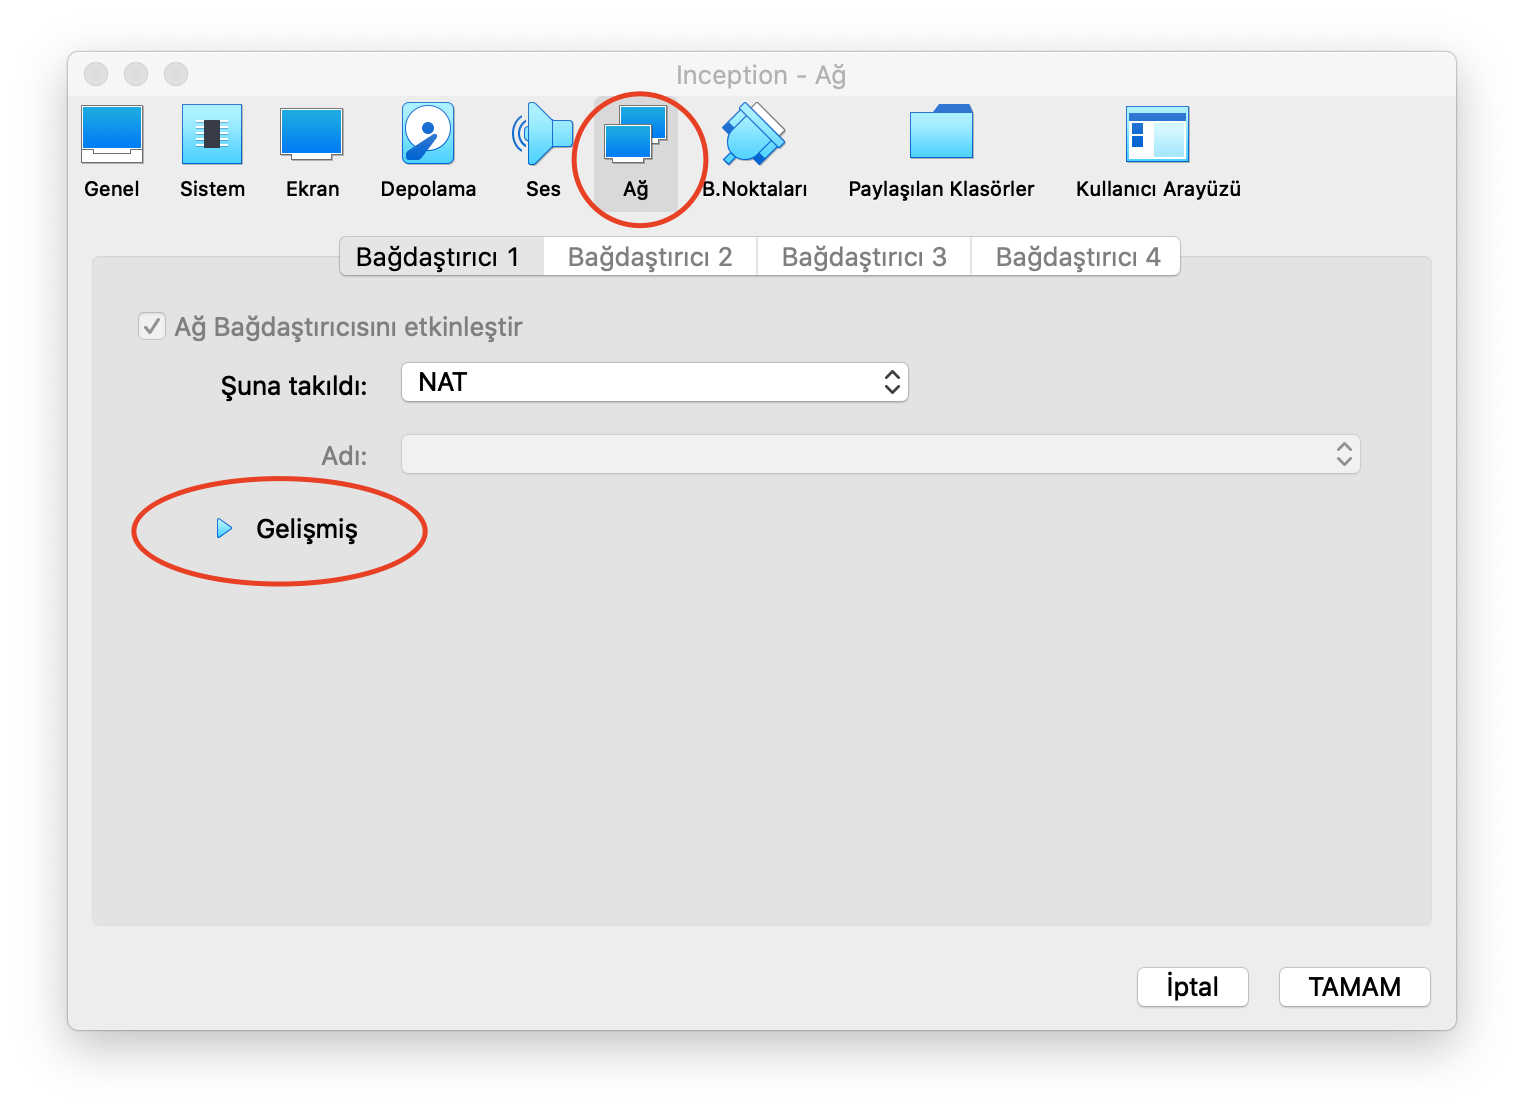 Inception - Ağ
Genel Sistem Ekran Depolama Ses Ağ B.Noktaları Paylaşılan Klasörler Kullanıcı Arayüzü
Bağdaştırıcı 1 Bağdaştırıcı 2 Bağdaştırıcı 3 Bağdaştırıcı 4
Ağ Bağdaştırıcısını etkinleştir
Şuna takıldı: NAT
Adı:
Gelişmiş
İptal TAMAM